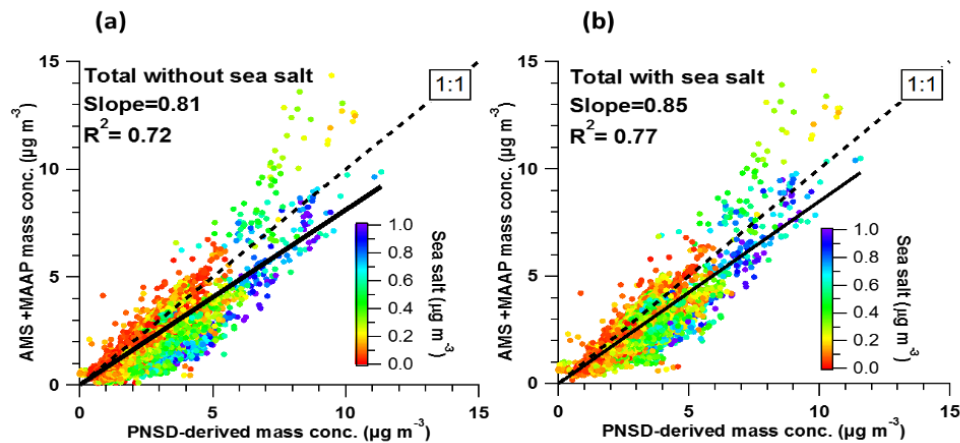 (a)
Total without sea salt
Slope=0.81
R²= 0.72
1:1
15
10
5
0
AMS +MAAP mass conc. (µg m⁻³)
1.0
0.8
0.6
0.4
0.2
0.0
Sea salt (µg m⁻³)
0
5
10
15
PNSD-derived mass conc. (µg m⁻³)
(b)
Total with sea salt
Slope=0.85
R²= 0.77
1:1
15
10
5
0
AMS +MAAP mass conc. (µg m⁻³)
1.0
0.8
0.6
0.4
0.2
0.0
Sea salt (µg m⁻³)
0
5
10
15
PNSD-derived mass conc. (µg m⁻³)